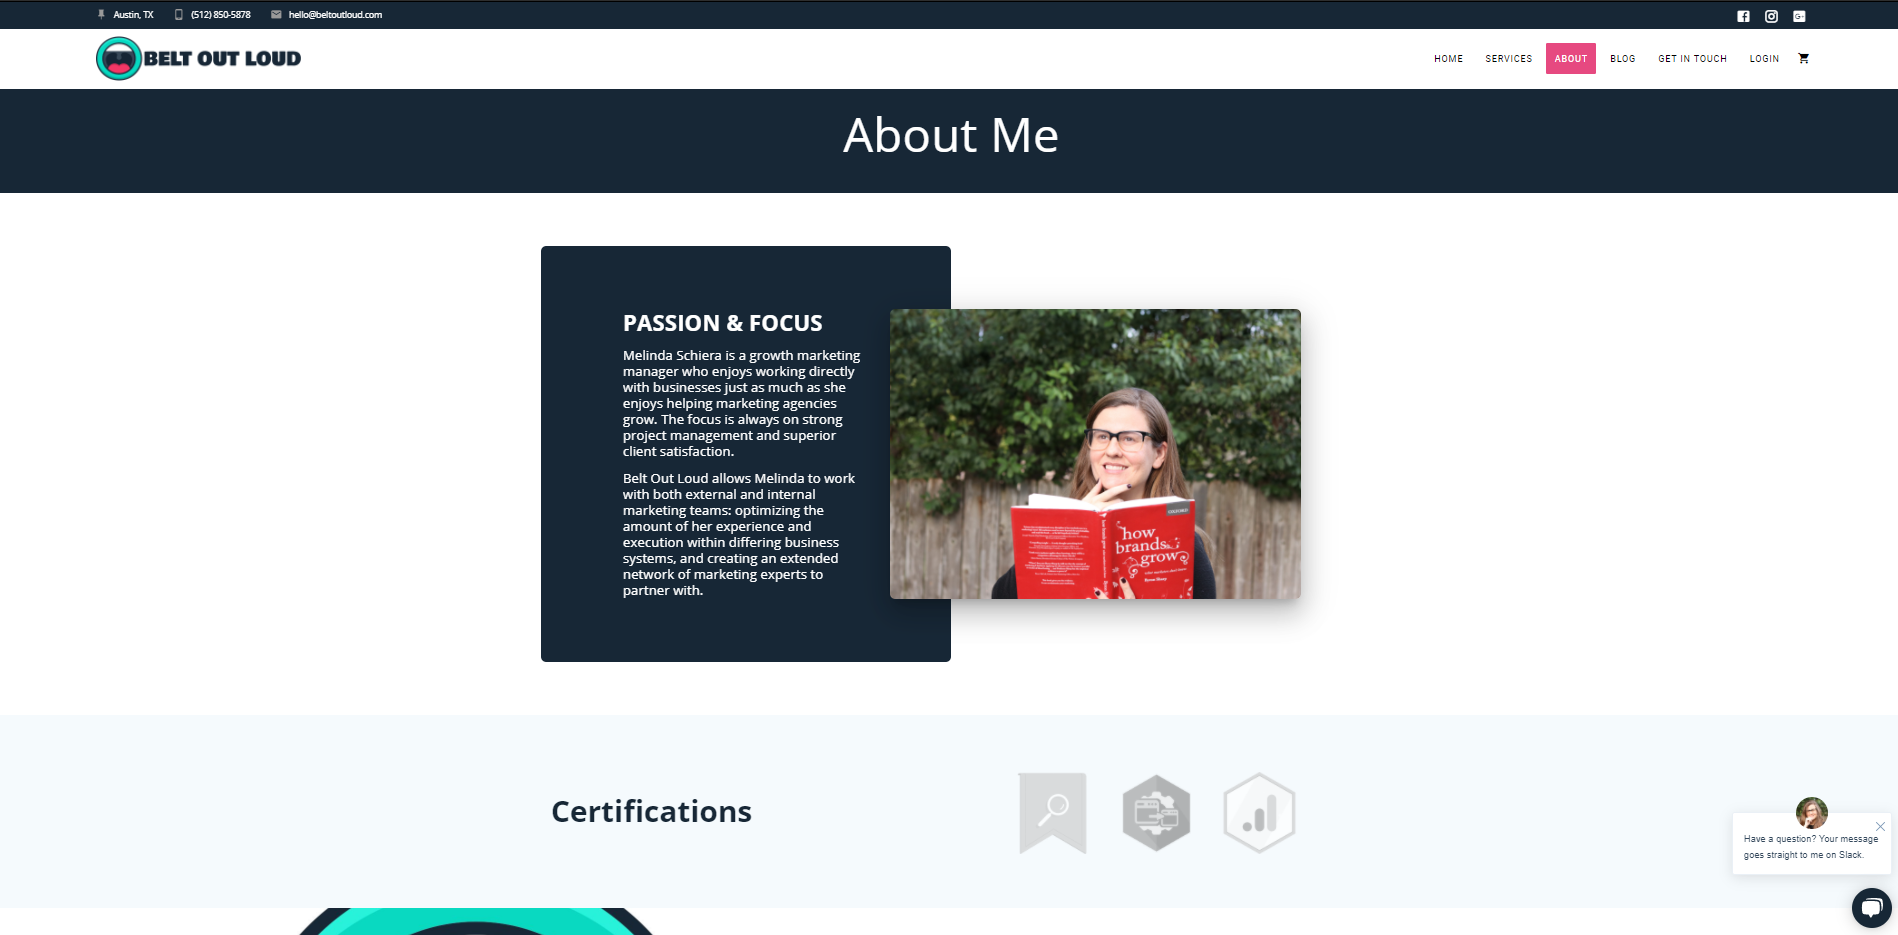 Austin, TX
(512) 850-5878
hello@beltoutloud.com
BELT OUT LOUD
HOME
SERVICES
ABOUT
BLOG
GET IN TOUCH
LOGIN
About Me
PASSION & FOCUS
Melinda Schiera is a growth marketing
manager who enjoys working directly
with businesses just as much as she
enjoys helping marketing agencies
grow. The focus is always on strong
project management and superior
client satisfaction.
Belt Out Loud allows Melinda to work
with both external and internal
marketing teams: optimizing the
amount of her experience and
execution within differing business
systems, and creating an extended
network of marketing experts to
partner with.
OXFORD
how
brands
grow
Byron Sharp
Certifications
Have a question? Your message
goes straight to me on Slack.